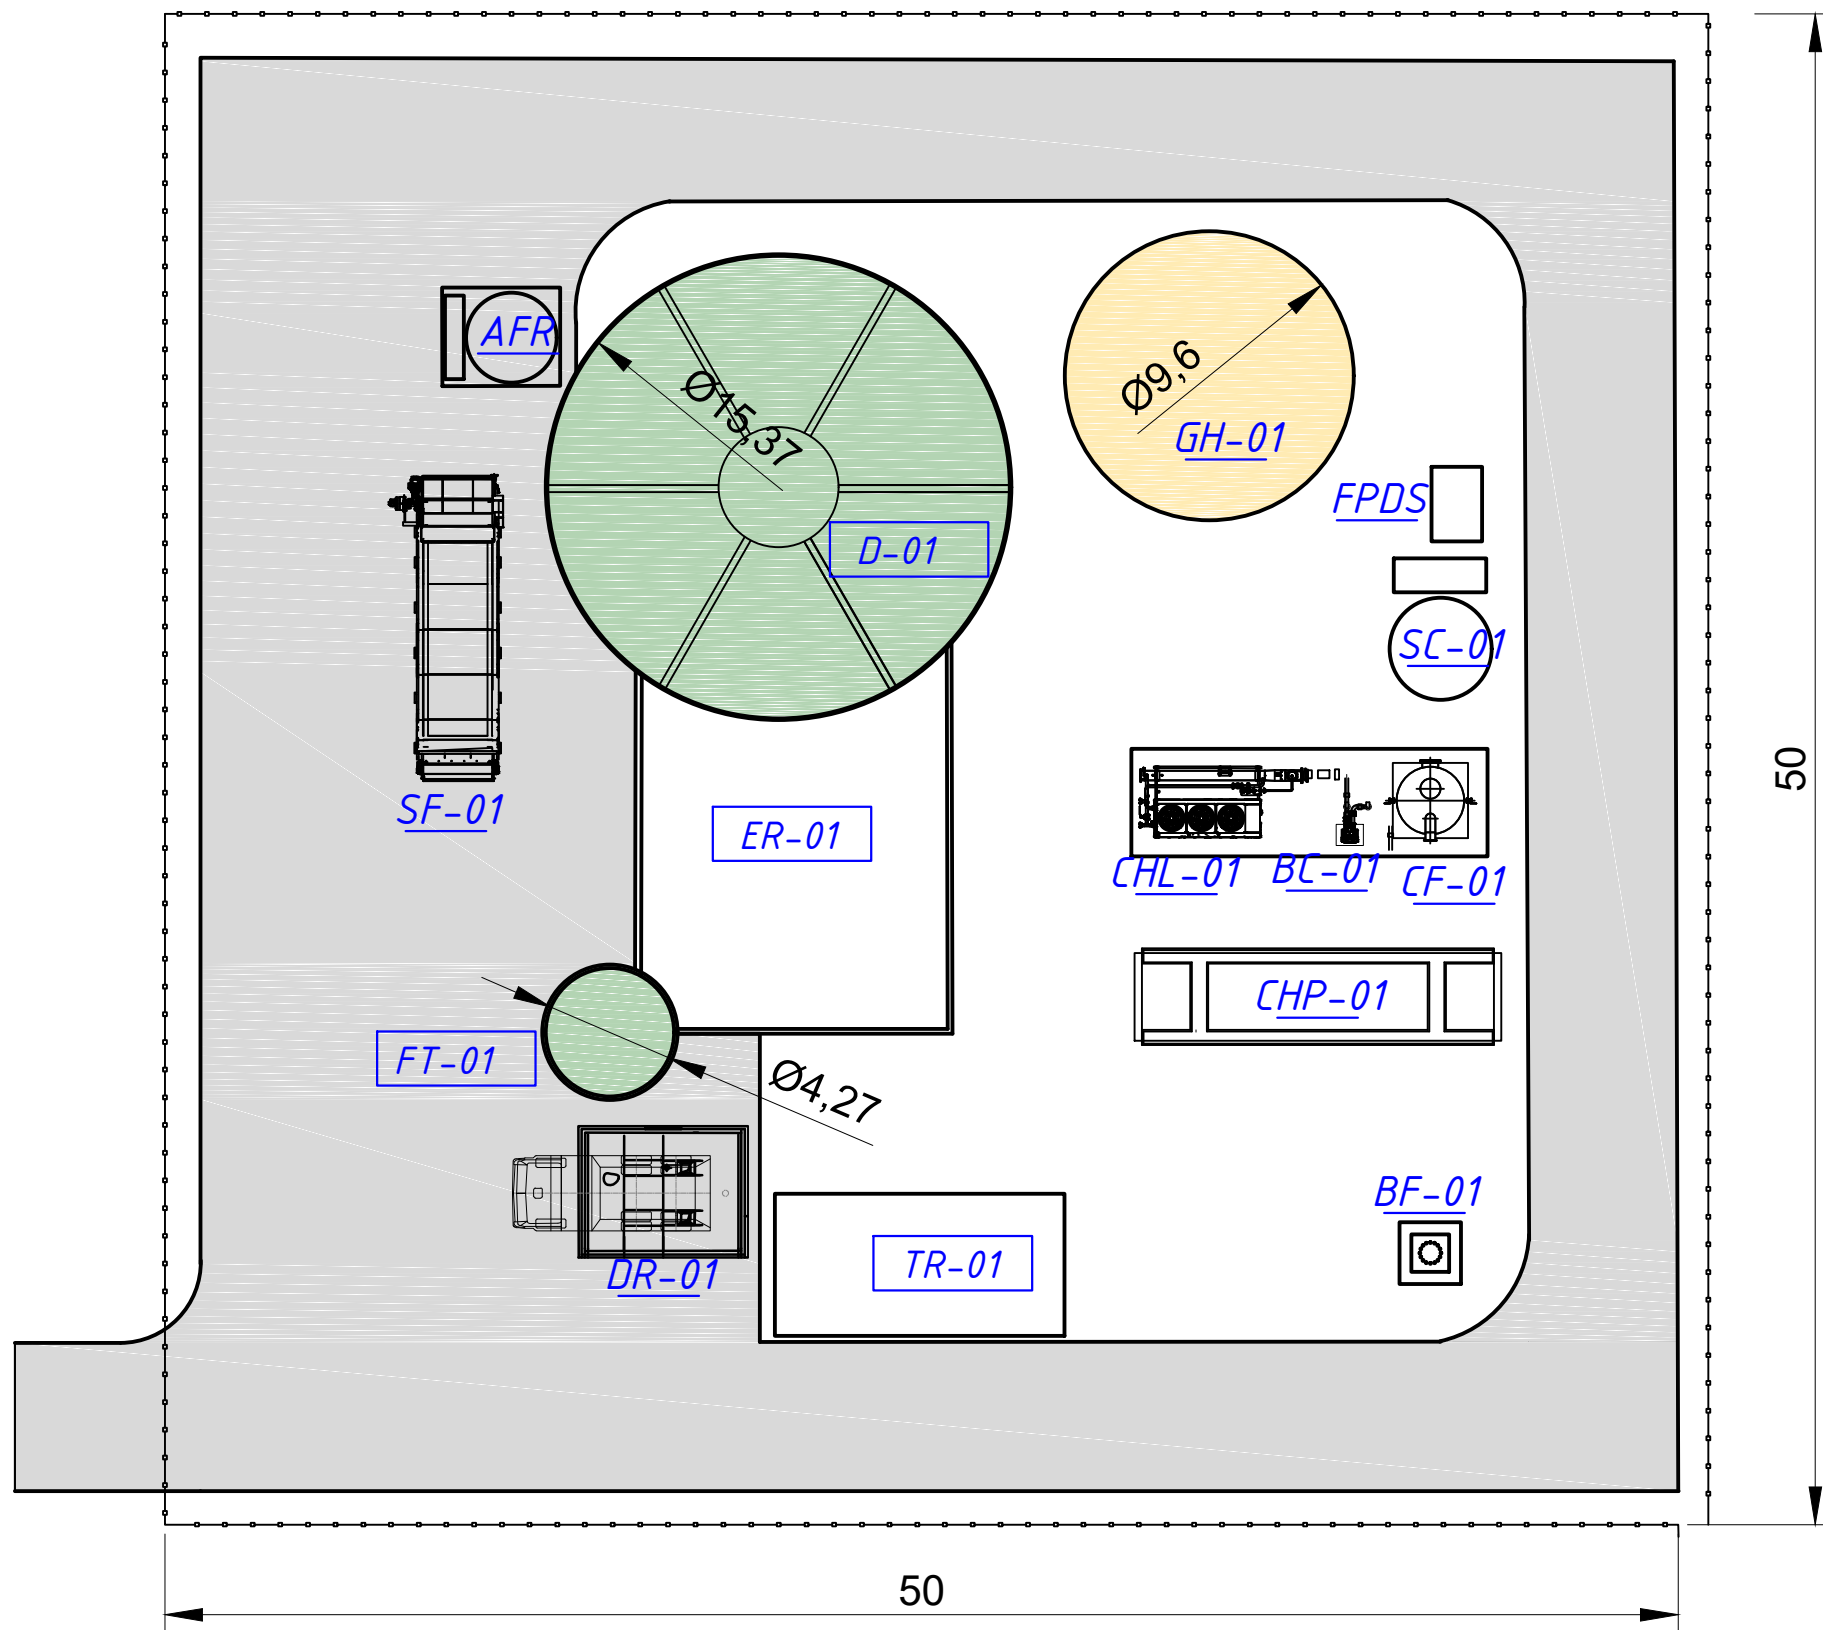 AFR
Ø15,37
Ø9,6
GH-01
FPDS
D-01
SC-01
50
SF-01
ER-01
CHL-01
BC-01
CF-01
CHP-01
FT-01
Ø4,27
BF-01
DR-01
TR-01
50